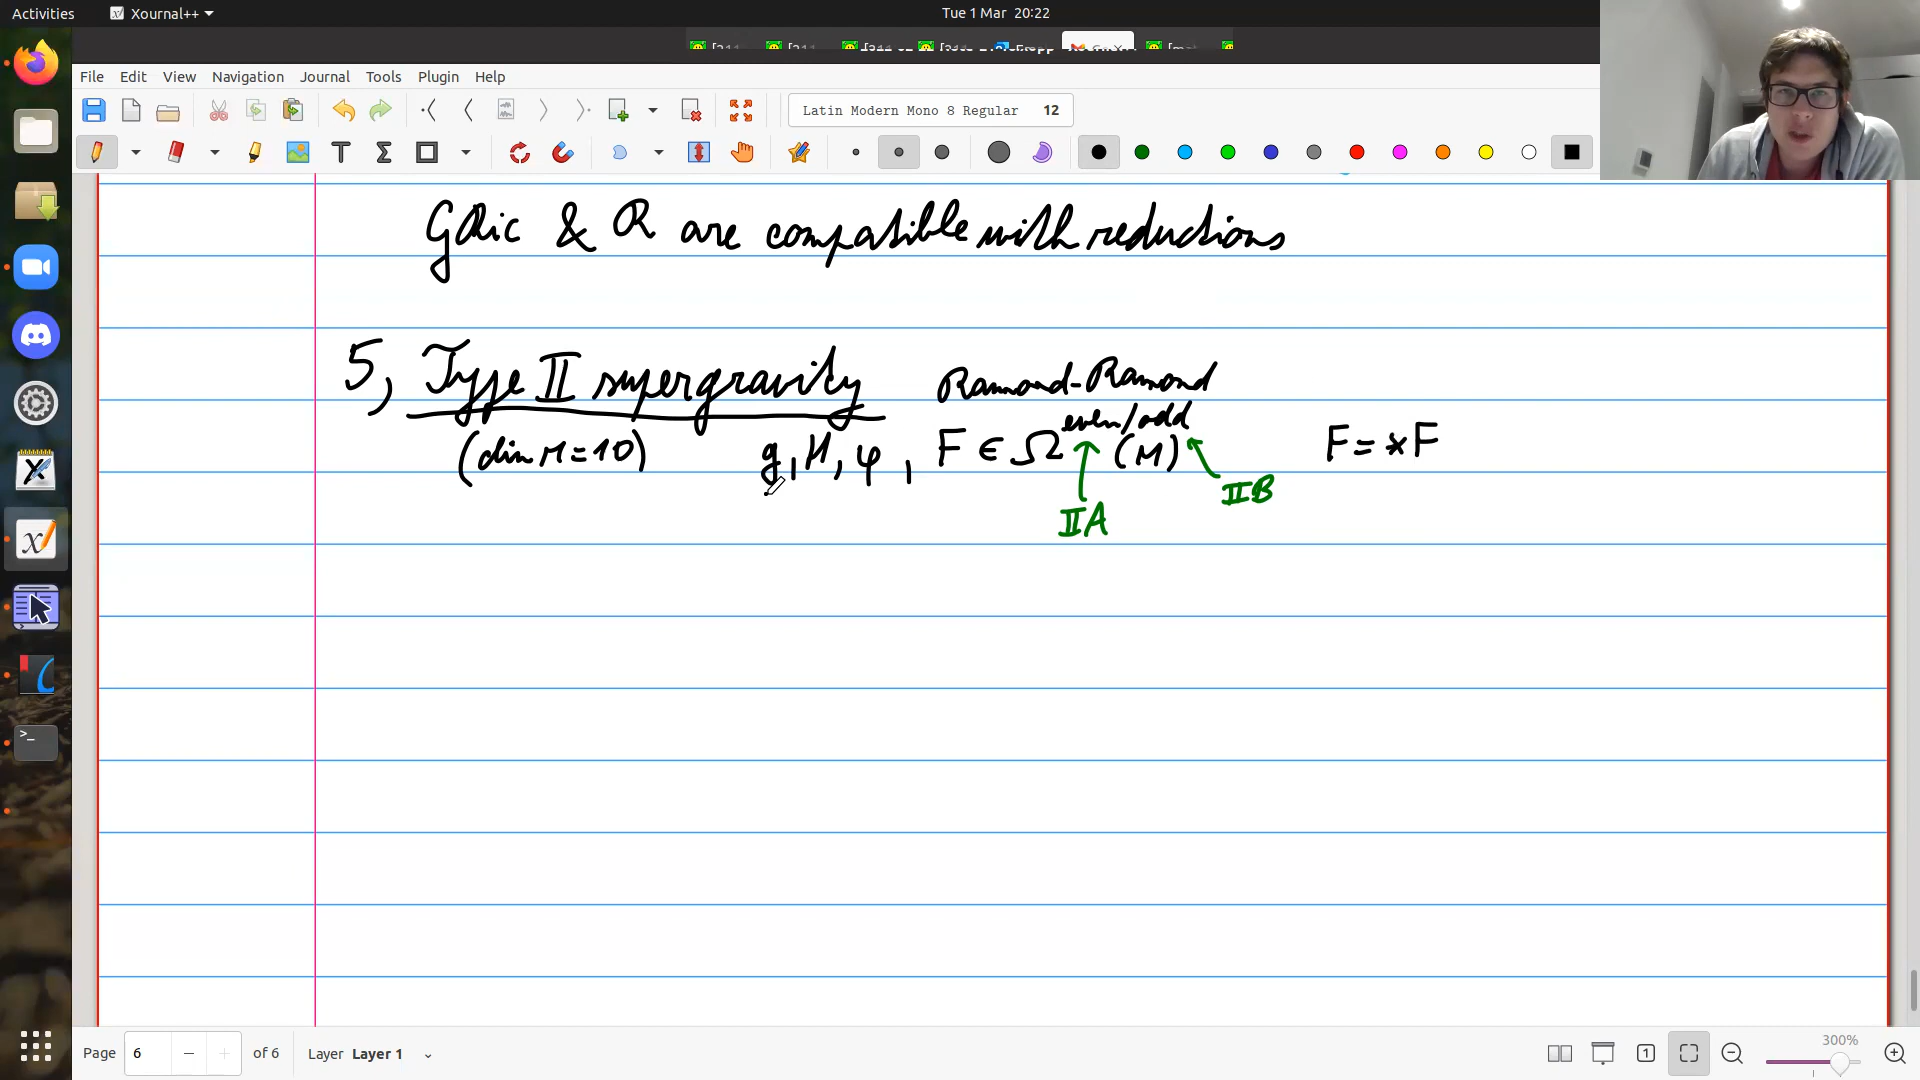 Activities Xournal++ Tue 1 Mar 20:22
File Edit View Navigation Journal Tools Plugin Help
Latin Modern Mono 8 Regular 12
GRic & R are compatible with reductions
5, Type II supergravity Ramond-Ramond
(dim M=10) g, H, φ, F ∈ Ω^even/odd (M) F = *F
IIA IIB
Page 6 of 6 Layer Layer 1 300%